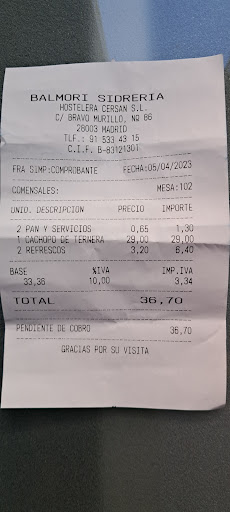 BALMORI SIDRERIA
HOSTELERA CERSAN S.L.
C/ BRAVO MURILLO, NQ 86
28003 MADRID
TLF.: 91 533 43 15
C.I.F. B-83121301
FRA SIMP:COMPROBANTE FECHA:05/04/2023
COMENSALES: MESA:102
UNID. DESCRIPCION PRECIO IMPORTE
2 PAN Y SERVICIOS 0,65 1,30
1 CACHOPO DE TERNERA 29,00 29,00
2 REFRESCOS 3,20 6,40
BASE %IVA IMP.IVA
33,36 10,00 3,34
TOTAL 36,70
PENDIENTE DE COBRO 36,70
GRACIAS POR SU VISITA